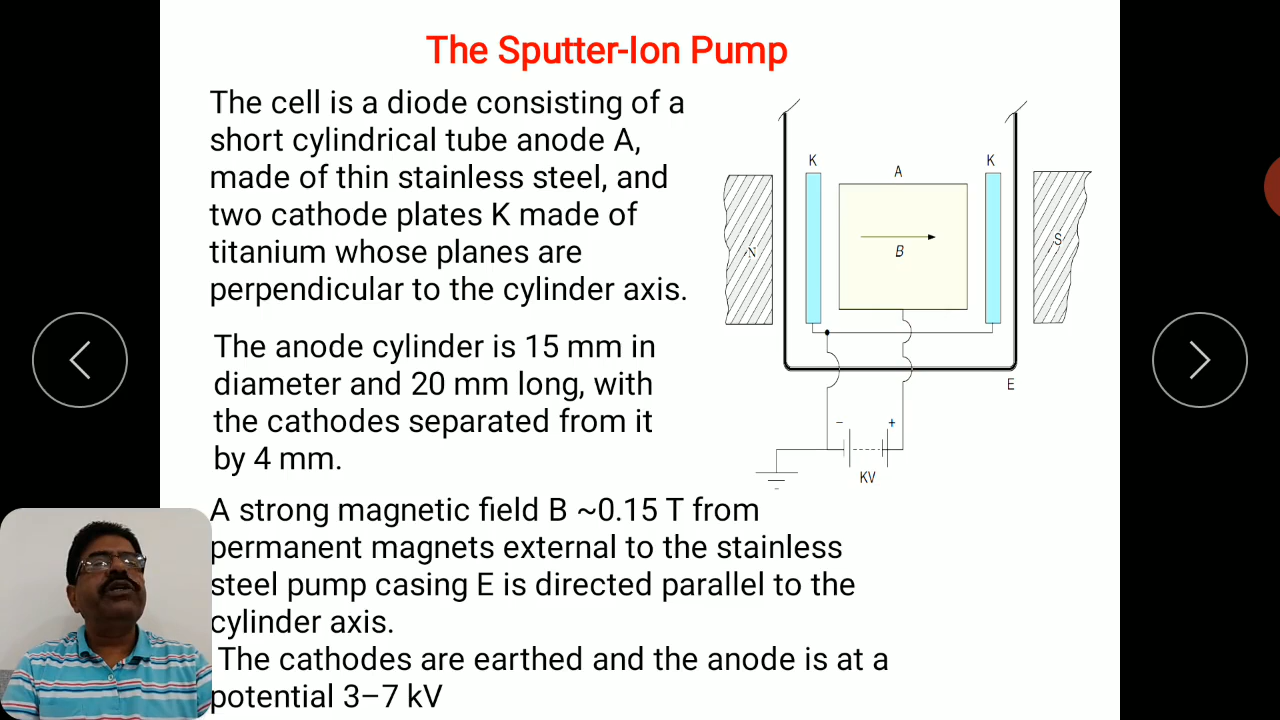 The Sputter-Ion Pump
The cell is a diode consisting of a
short cylindrical tube anode A,
made of thin stainless steel, and
two cathode plates K made of
titanium whose planes are
perpendicular to the cylinder axis.
The anode cylinder is 15 mm in
diameter and 20 mm long, with
the cathodes separated from it
by 4 mm.
A strong magnetic field B ~0.15 T from
permanent magnets external to the stainless
steel pump casing E is directed parallel to the
cylinder axis.
The cathodes are earthed and the anode is at a
potential 3–7 kV
K
A
K
N
B
S
E
− +
KV